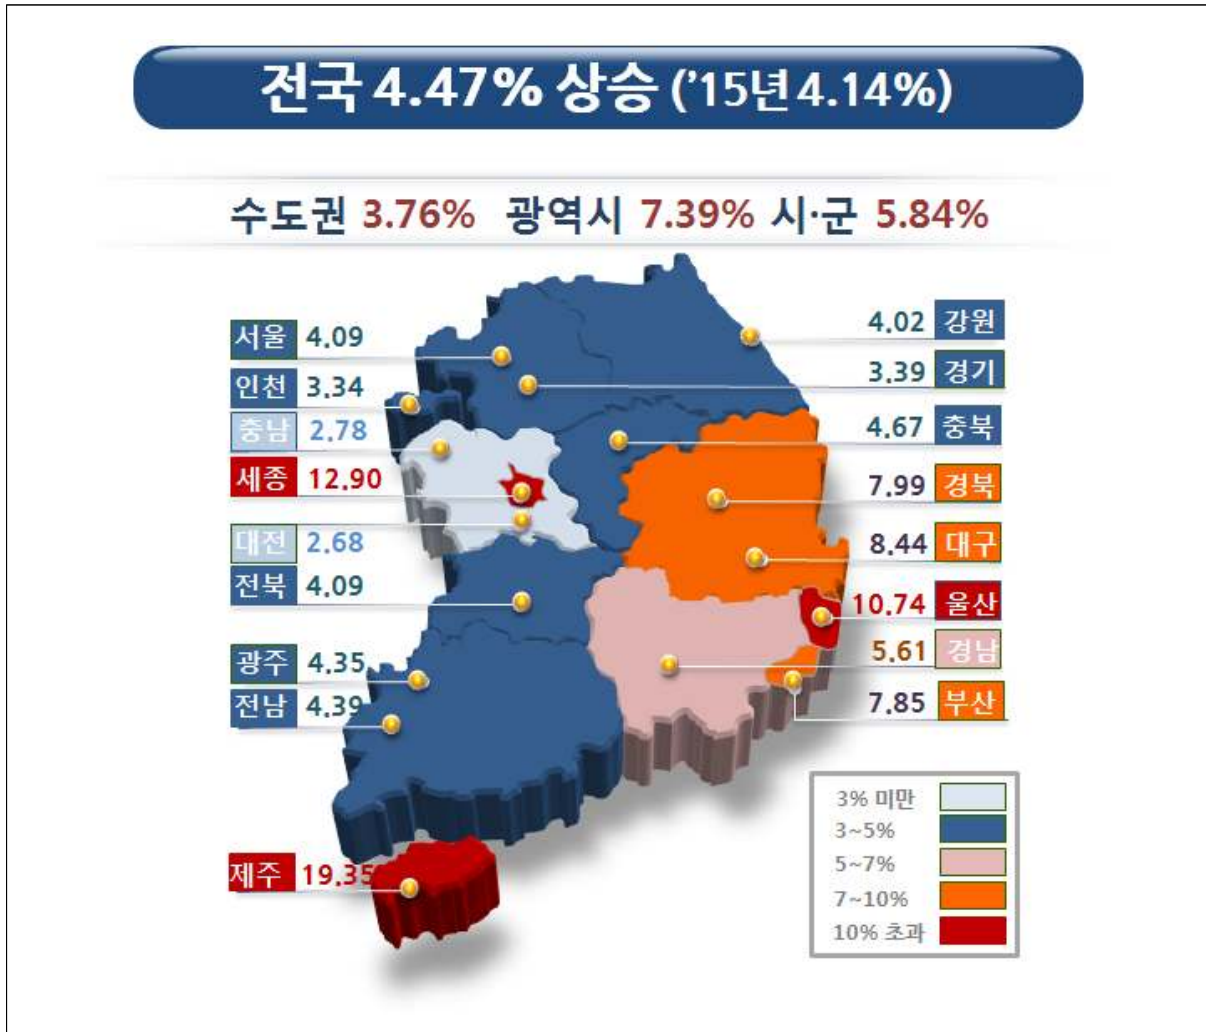 전국 4.47% 상승 ('15년 4.14%)
수도권 3.76% 광역시 7.39% 시·군 5.84%
서울 4.09
인천 3.34
충남 2.78
세종 12.90
대전 2.68
전북 4.09
광주 4.35
전남 4.39
제주 19.35
4.02 강원
3.39 경기
4.67 충북
7.99 경북
8.44 대구
10.74 울산
5.61 경남
7.85 부산
3% 미만
3~5%
5~7%
7~10%
10% 초과